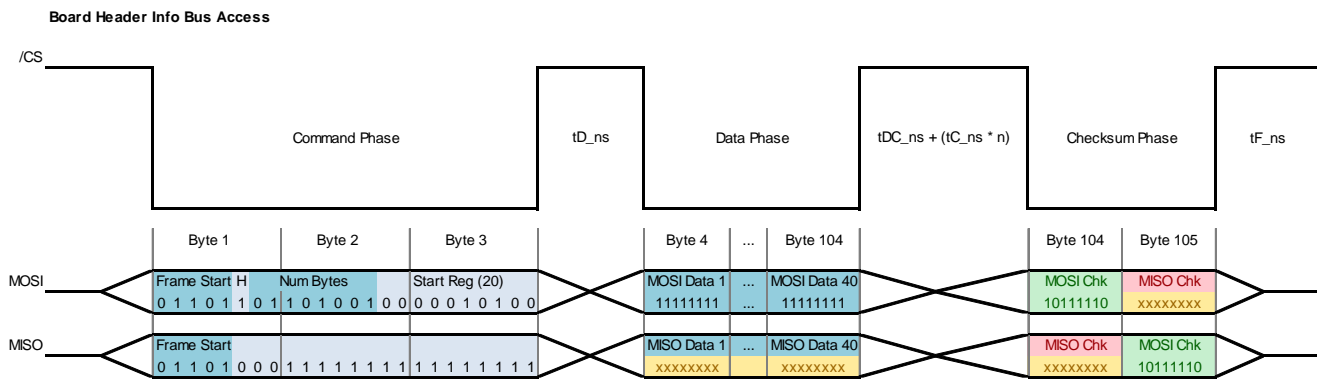 Board Header Info Bus Access
/CS
Command Phase tD_ns Data Phase tDC_ns + (tC_ns * n) Checksum Phase tF_ns
Byte 1 Byte 2 Byte 3 Byte 4 ... Byte 104 Byte 104 Byte 105
MOSI Frame Start H Num Bytes Start Reg (20) MOSI Data 1 ... MOSI Data 40 MOSI Chk MISO Chk
0 1 1 0 1 1 0 1 1 0 1 0 0 1 0 0 0 0 0 1 0 1 0 0 11111111 ... 11111111 10111110 xxxxxxxx
MISO Frame Start MISO Data 1 ... MISO Data 40 MISO Chk MOSI Chk
0 1 1 0 1 0 0 0 1 1 1 1 1 1 1 1 1 1 1 1 1 1 1 1 xxxxxxxx xxxxxxxx xxxxxxxx 10111110